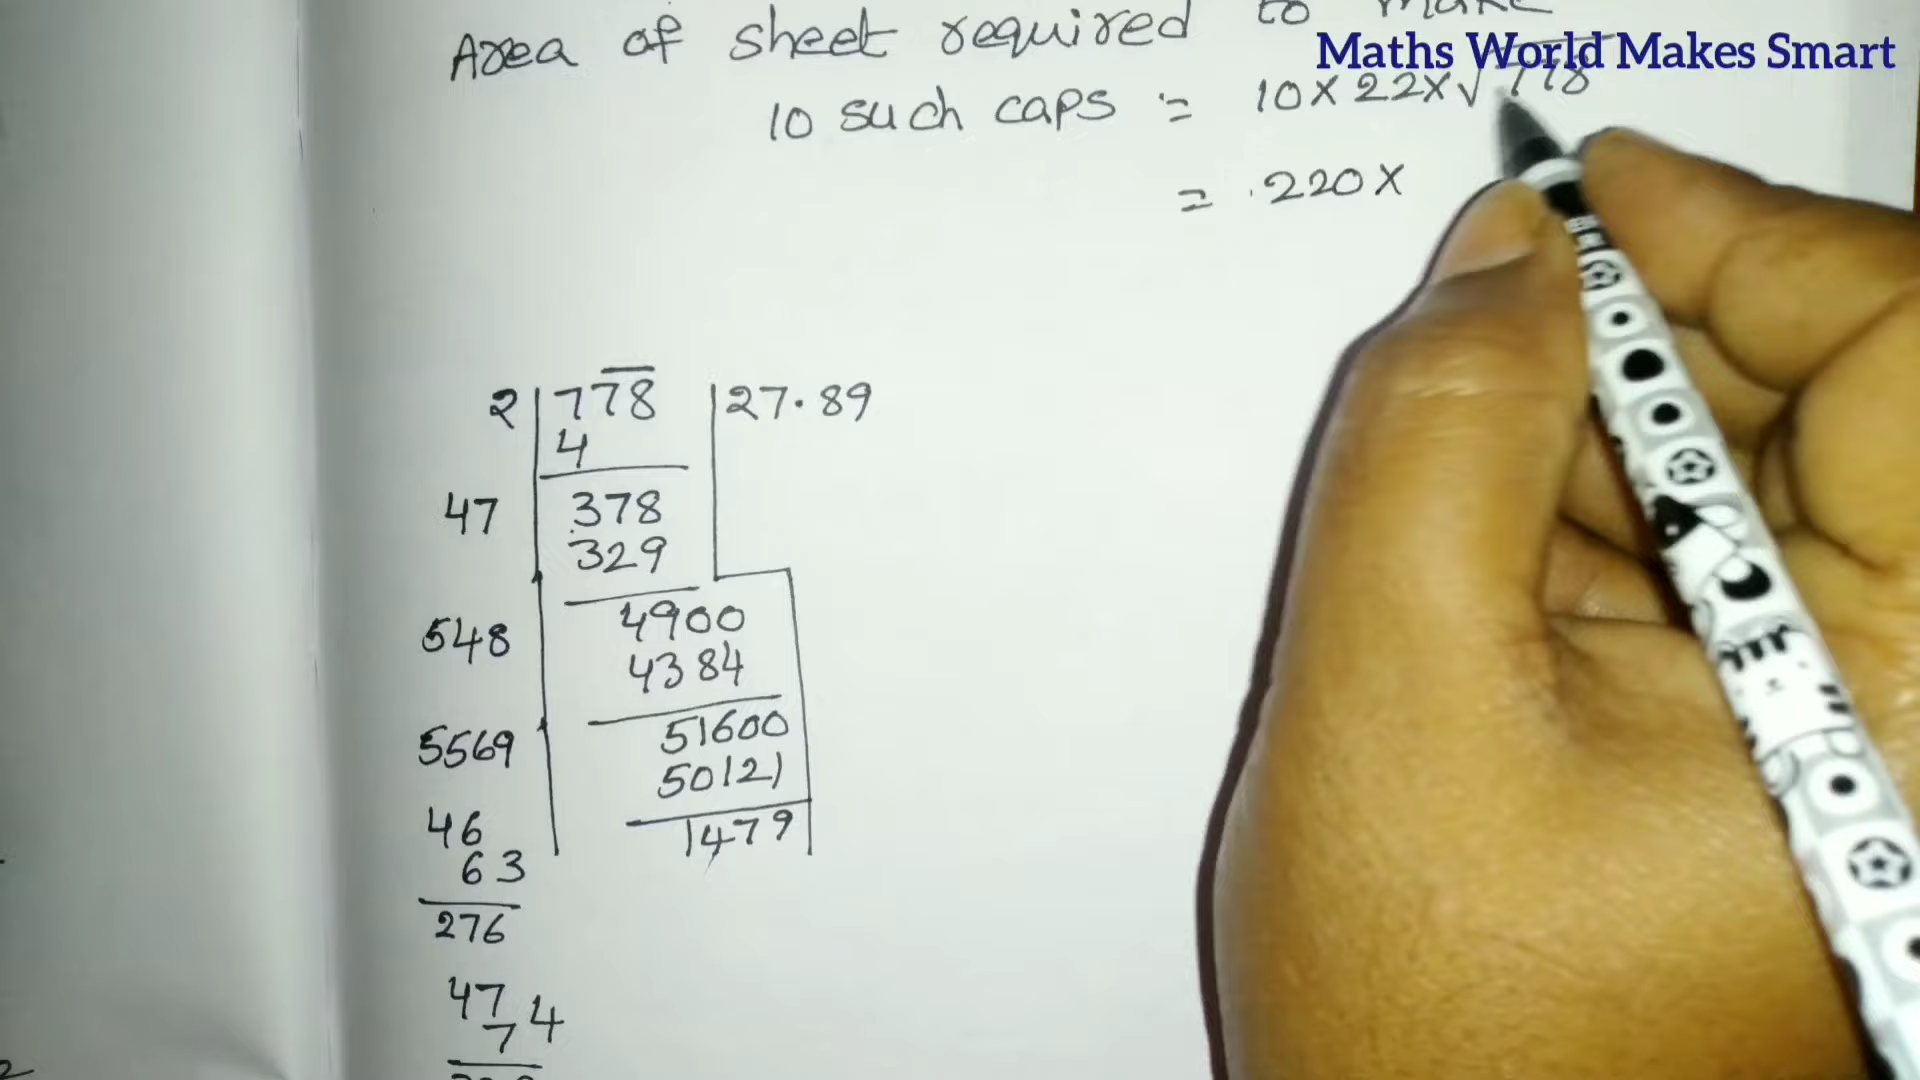 Area of sheet required to make
Maths World Makes Smart
10 such caps = 10 x 22 x √778
= 220 x
2 778 27.89
4
47 378
329
548 4900
4384
5569 51600
50121
1479
46
63
276
47
7 4